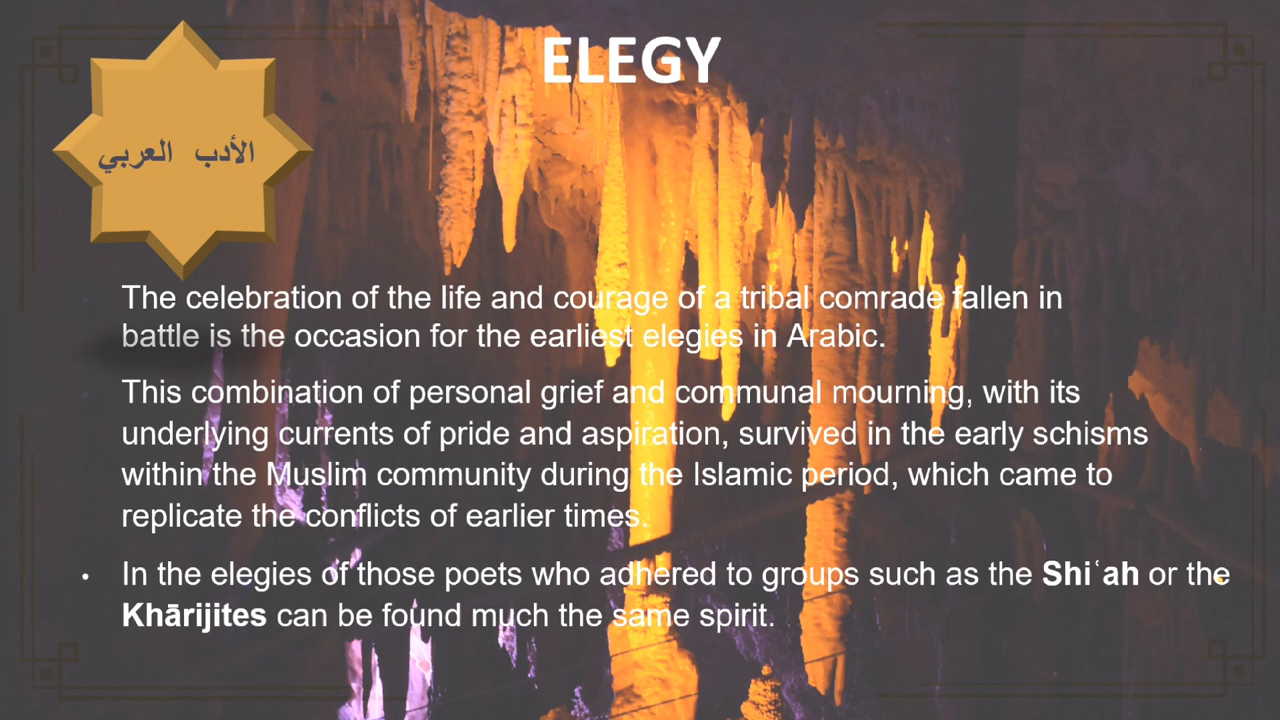 ELEGY
الأدب العربي
The celebration of the life and courage of a tribal comrade fallen in
battle is the occasion for the earliest elegies in Arabic.
This combination of personal grief and communal mourning, with its
underlying currents of pride and aspiration, survived in the early schisms
within the Muslim community during the Islamic period, which came to
replicate the conflicts of earlier times.
• In the elegies of those poets who adhered to groups such as the Shiʿah or the
Khārijites can be found much the same spirit.